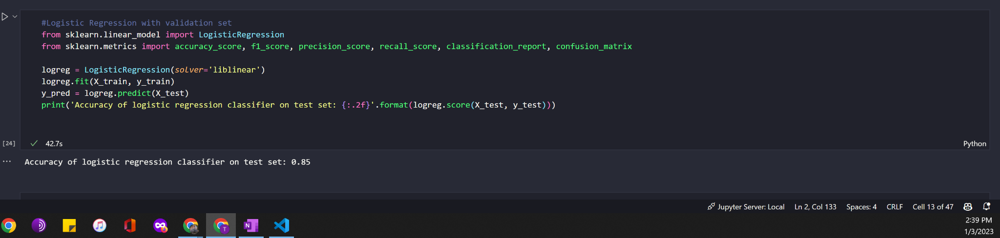 #Logistic Regression with validation set
from sklearn.linear_model import LogisticRegression
from sklearn.metrics import accuracy_score, f1_score, precision_score, recall_score, classification_report, confusion_matrix
logreg = LogisticRegression(solver='liblinear')
logreg.fit(X_train, y_train)
y_pred = logreg.predict(X_test)
print('Accuracy of logistic regression classifier on test set: {:.2f}'.format(logreg.score(X_test, y_test)))
[24] 42.7s Python
Accuracy of logistic regression classifier on test set: 0.85
Jupyter Server: Local Ln 2, Col 133 Spaces: 4 CRLF Cell 13 of 47
T N 2:39 PM
1/3/2023